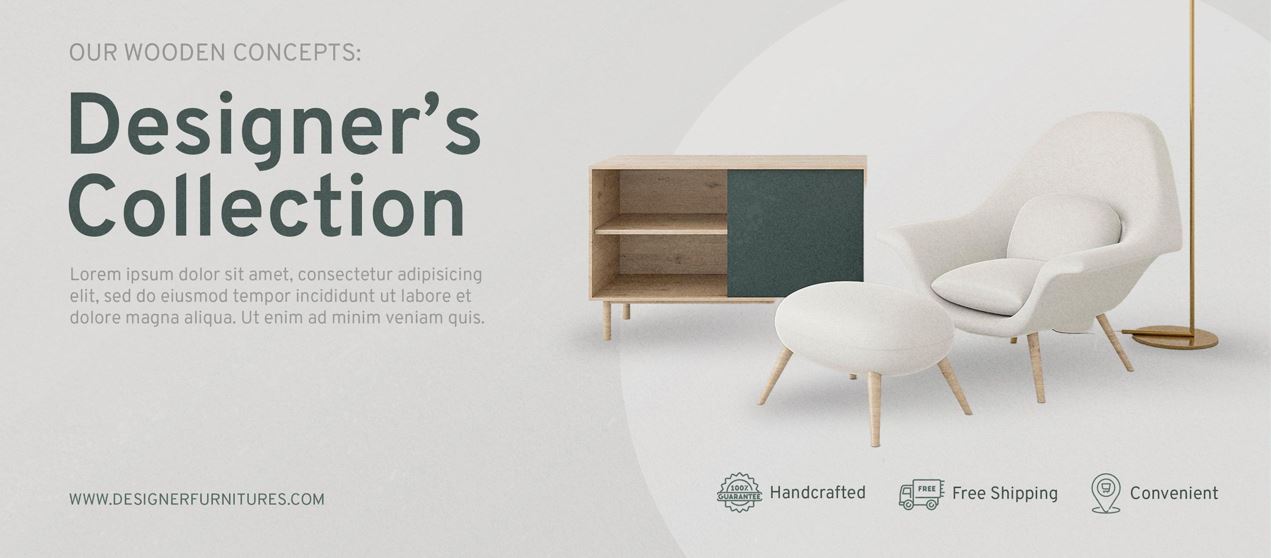 OUR WOODEN CONCEPTS:
Designer’s
Collection
Lorem ipsum dolor sit amet, consectetur adipisicing
elit, sed do eiusmod tempor incididunt ut labore et
dolore magna aliqua. Ut enim ad minim veniam quis.
WWW.DESIGNERFURNITURES.COM
100%
GUARANTEE
Handcrafted
FREE
Free Shipping
Convenient